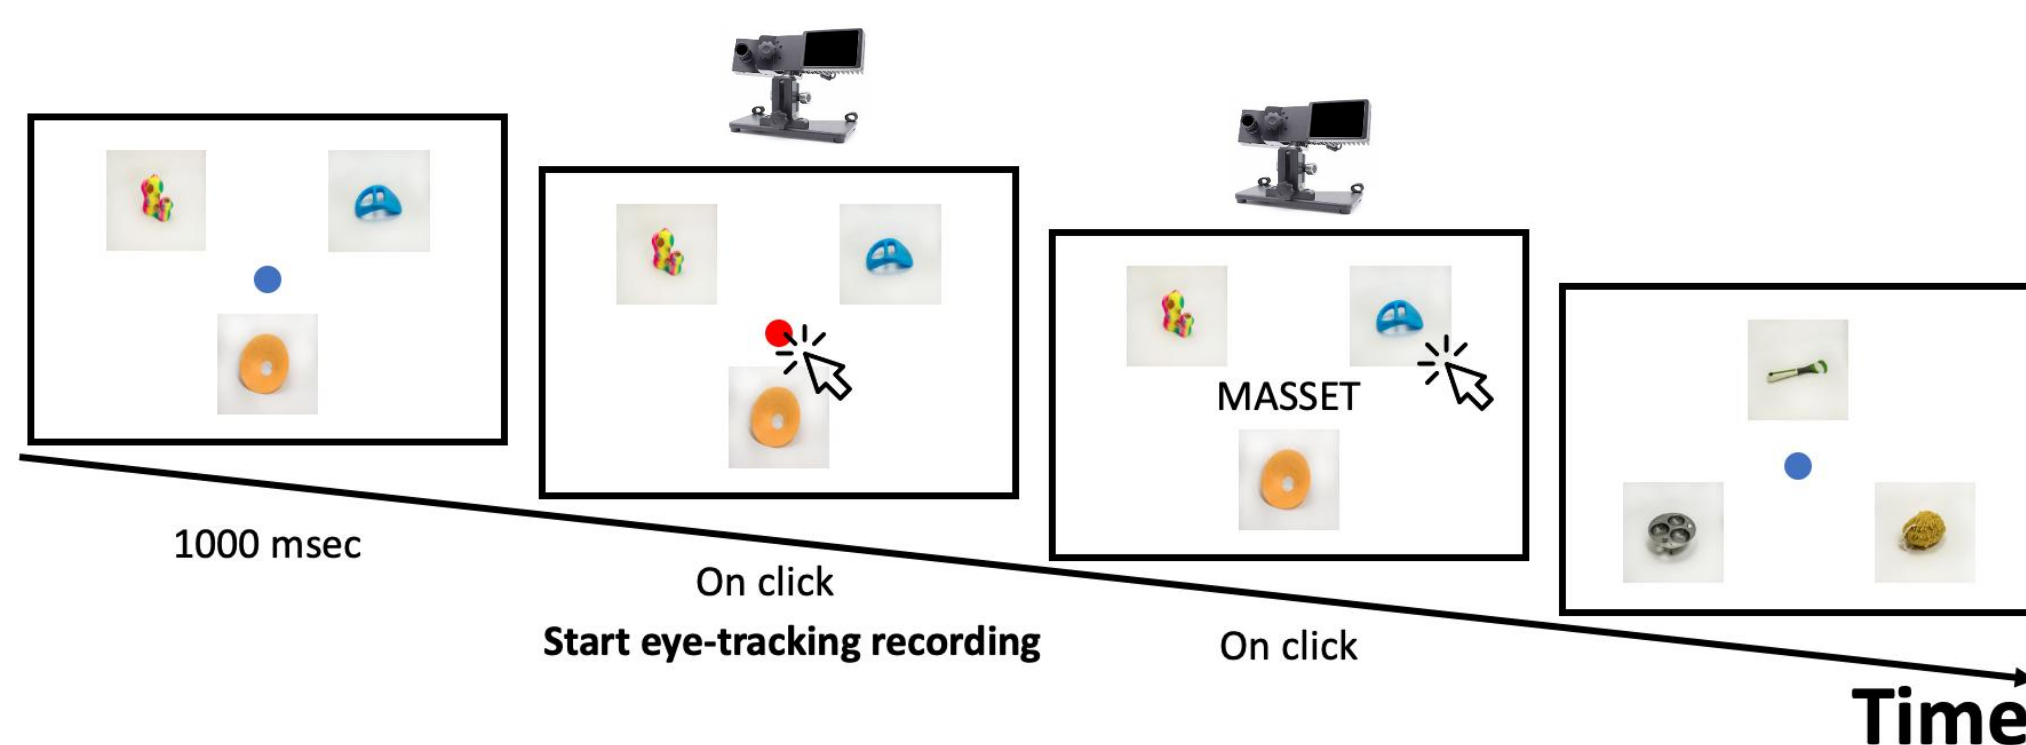 MASSET
1000 msec
On click
Start eye-tracking recording
On click
Time